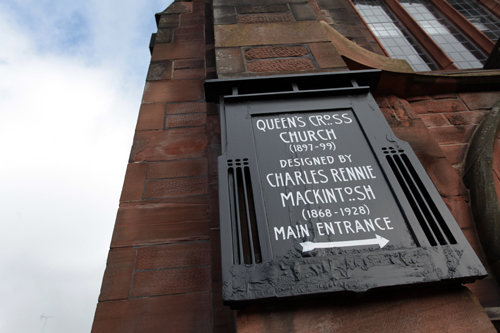 QUEEN'S CROSS
CHURCH
(1897-99)
DESIGNED BY
CHARLES RENNIE
MACKINTOSH
(1868-1928)
MAIN ENTRANCE